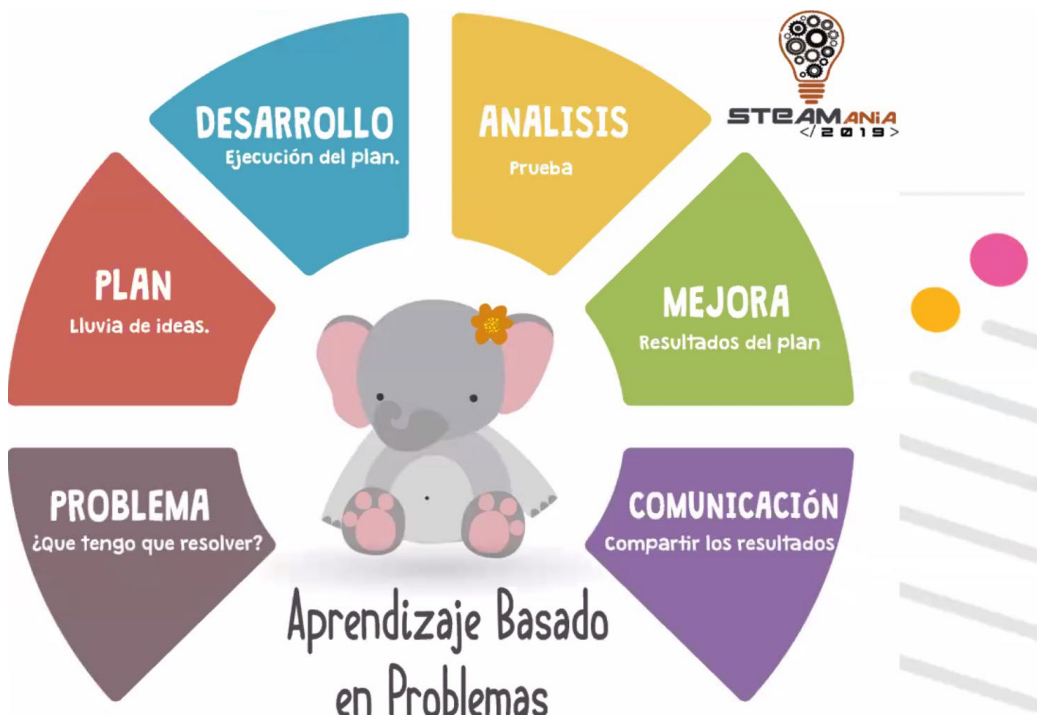 STEAMANiA
</2019>
DESARROLLO
Ejecución del plan.
ANALISIS
Prueba
PLAN
Lluvia de ideas.
MEJORA
Resultados del plan
PROBLEMA
¿Que tengo que resolver?
COMUNICACIÓN
Compartir los resultados
Aprendizaje Basado
en Problemas